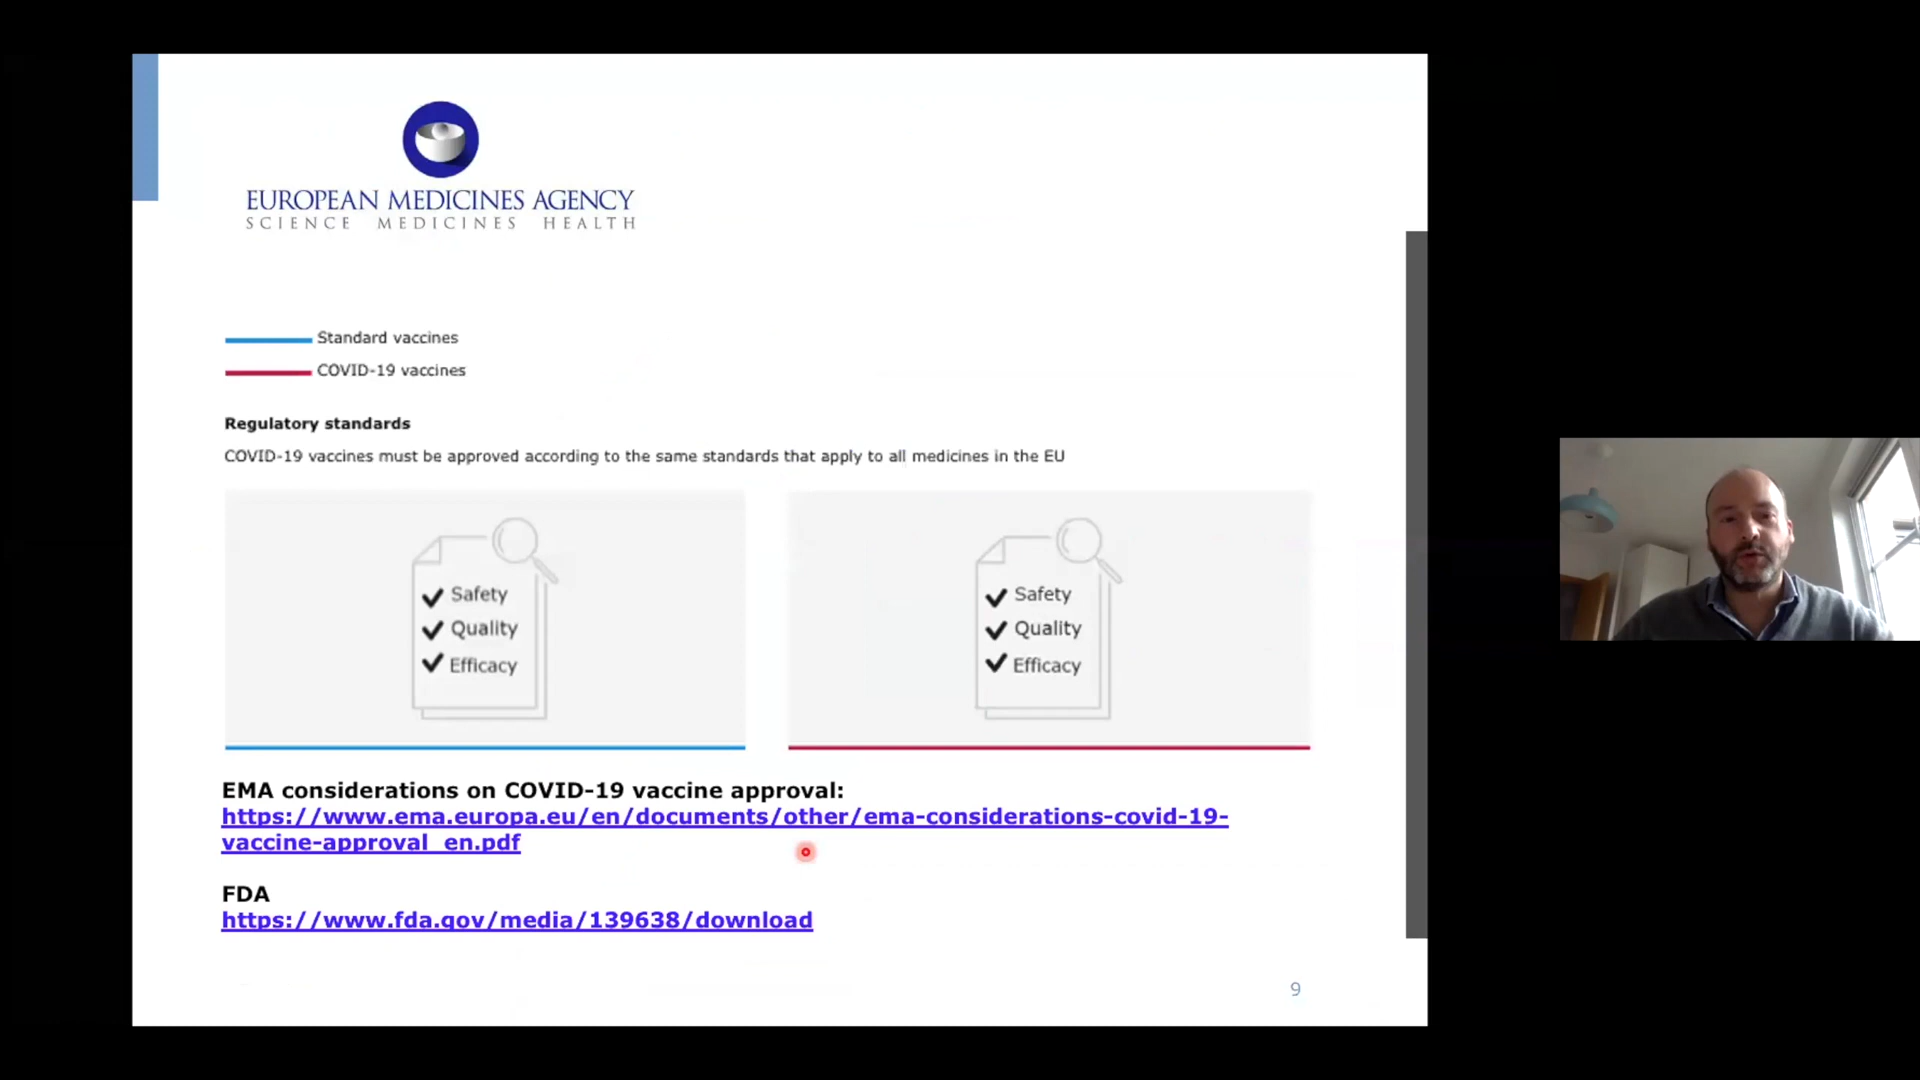 EUROPEAN MEDICINES AGENCY
SCIENCE MEDICINES HEALTH
Standard vaccines
COVID-19 vaccines
Regulatory standards
COVID-19 vaccines must be approved according to the same standards that apply to all medicines in the EU
Safety
Quality
Efficacy
Safety
Quality
Efficacy
EMA considerations on COVID-19 vaccine approval:
https://www.ema.europa.eu/en/documents/other/ema-considerations-covid-19-
vaccine-approval_en.pdf
FDA
https://www.fda.gov/media/139638/download
9